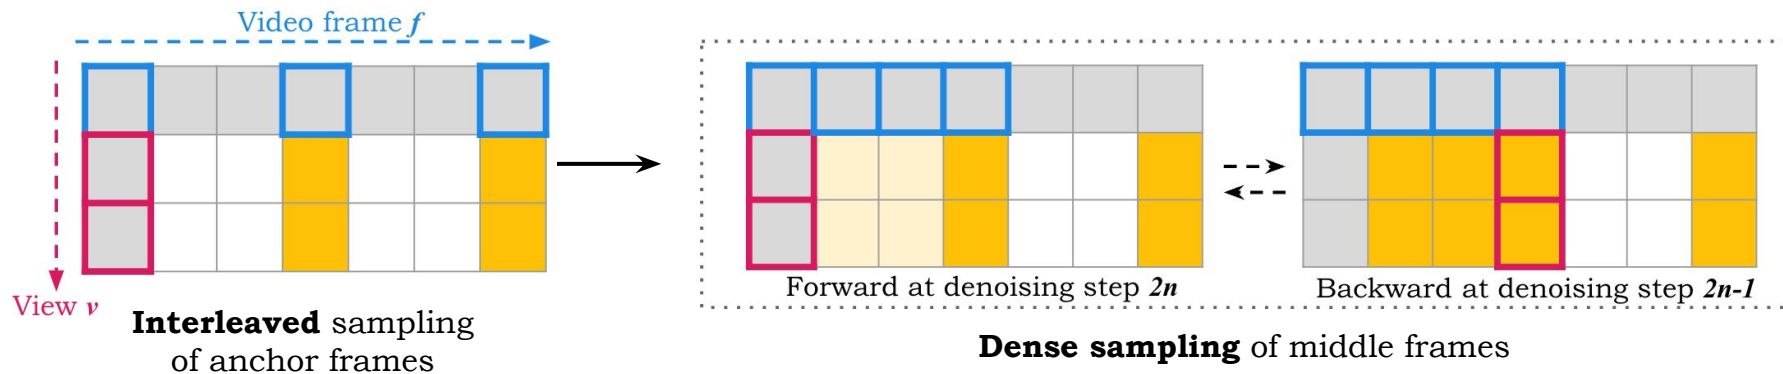 Video frame f
View v
Interleaved sampling
of anchor frames
Forward at denoising step 2n
Backward at denoising step 2n-1
Dense sampling of middle frames